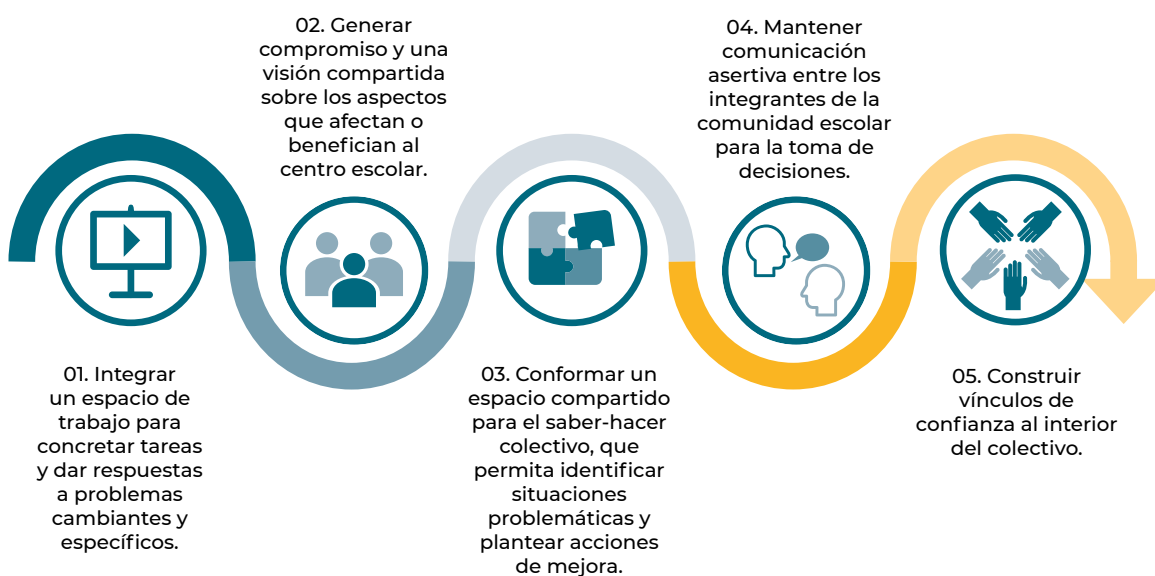 01. Integrar
un espacio de
trabajo para
concretar tareas
y dar respuestas
a problemas
cambiantes y
específicos.
02. Generar
compromiso y una
visión compartida
sobre los aspectos
que afectan o
benefician al
centro escolar.
03. Conformar un
espacio compartido
para el saber-hacer
colectivo, que
permita identificar
situaciones
problemáticas y
plantear acciones
de mejora.
04. Mantener
comunicación
asertiva entre los
integrantes de la
comunidad escolar
para la toma de
decisiones.
05. Construir
vínculos de
confianza al interior
del colectivo.